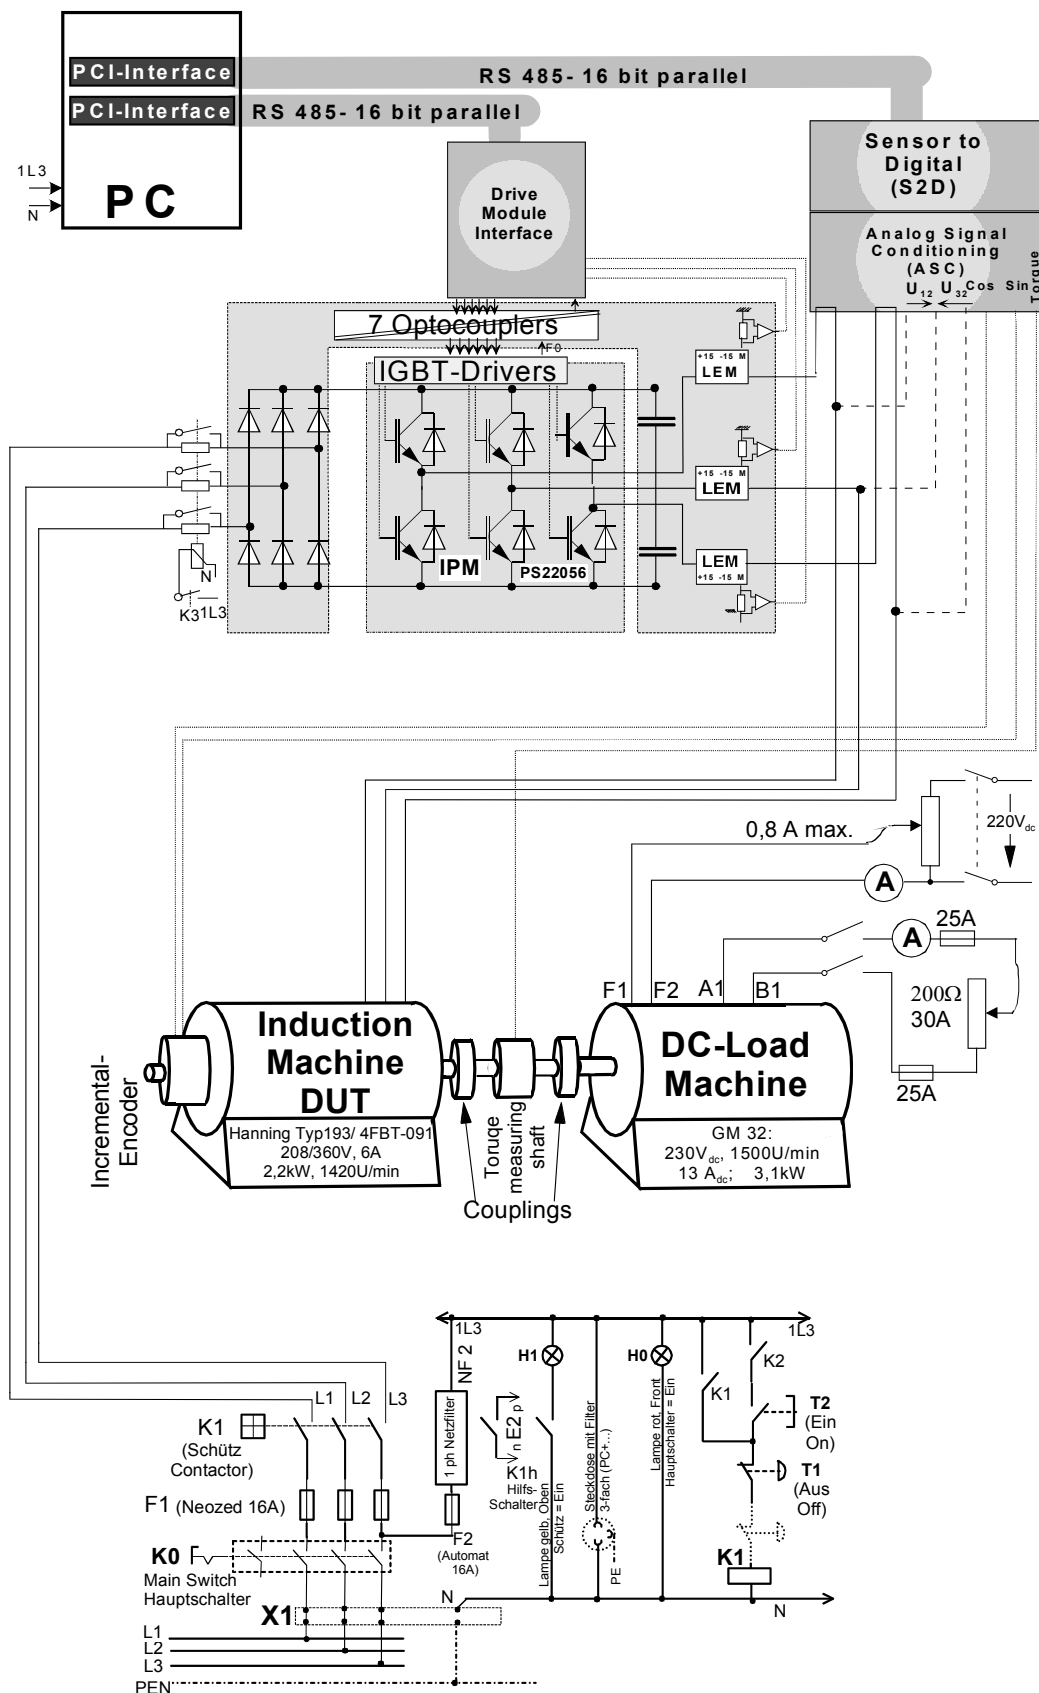 PCI-Interface
RS 485- 16 bit parallel
PCI-Interface
RS 485- 16 bit parallel
1L3
N
PC
Sensor to
Digital
(S2D)
Drive
Module
Interface
Analog Signal
Conditioning
(ASC)
U12 U32 Cos Sin
Torque
7 Optocouplers
F0
IGBT-Drivers
+15 -15 M
LEM
+15 -15 M
LEM
LEM
+15 -15 M
IPM
PS22056
N
K3 1L3
0,8 A max.
220Vdc
A
25A
A
F1 F2 A1 B1
200Ω
30A
25A
Incremental-
Encoder
Induction
Machine
DUT
Hanning Typ193/ 4FBT-091
208/360V, 6A
2,2kW, 1420U/min
Toruqe
measuring
shaft
Couplings
DC-Load
Machine
GM 32:
230Vdc, 1500U/min
13 Adc; 3,1kW
1L3
1L3
NF 2
1 ph Netzfilter
H1
H0
K2
K1
L1 L2 L3
K1
(Schütz
Contactor)
n E2 p
K1h
Hilfs-
Schalter
Lampe gelb, Oben
Schütz = Ein
Steckdose mit Filter
3-fach (PC+...)
PE
Lampe rot, Front
Hauptschalter = Ein
T2
(Ein
On)
T1
(Aus
Off)
F1 (Neozed 16A)
F2
(Automat
16A)
K1
K0
Main Switch
Hauptschalter
N
N
X1
L1
L2
L3
PEN